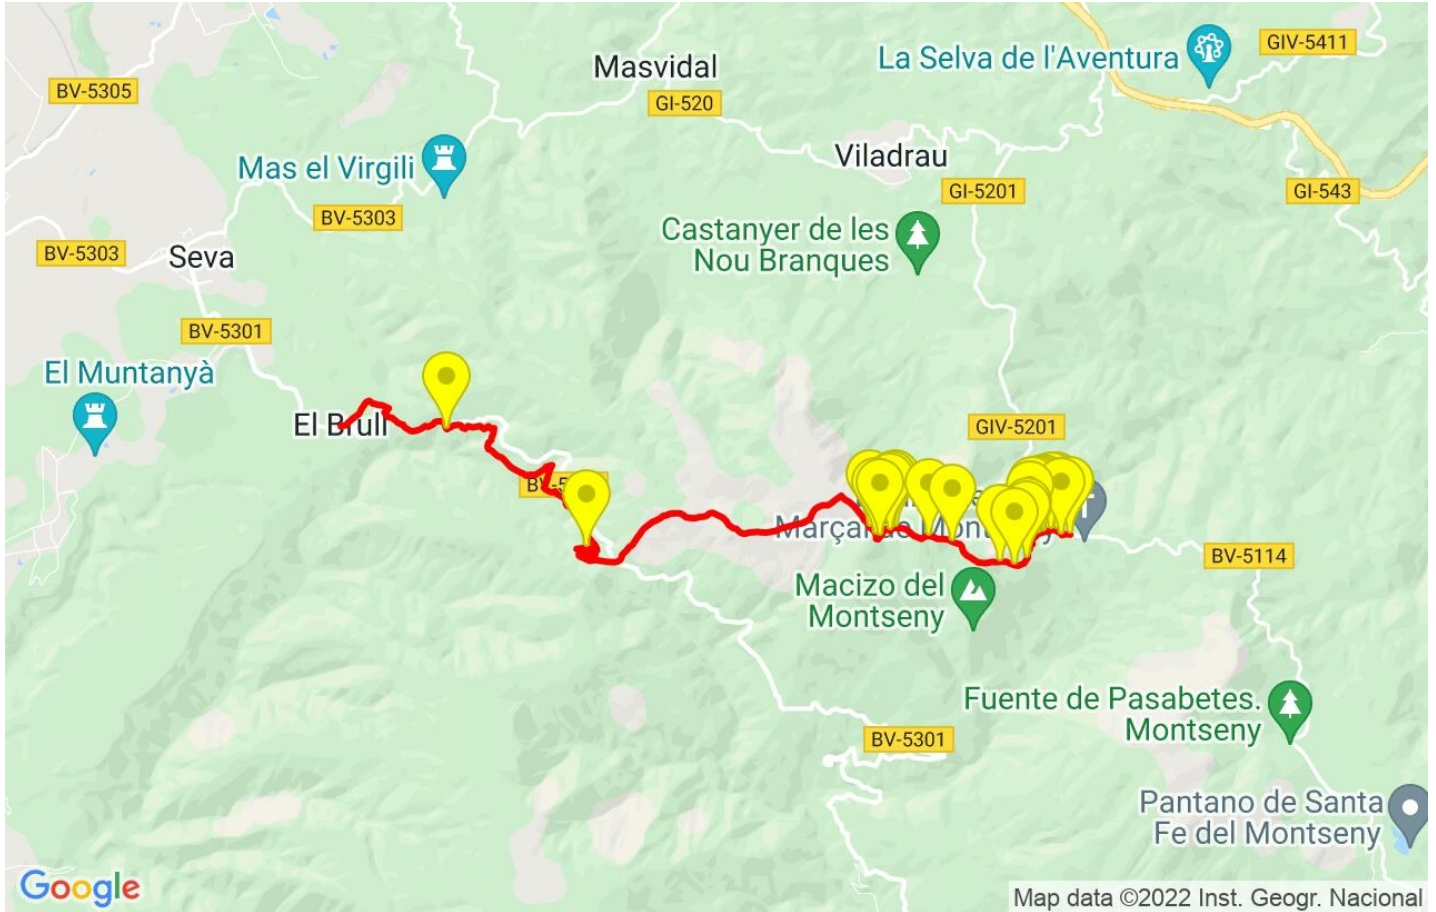 La Selva de l'Aventura
GIV-5411
Masvidal
BV-5305
GI-520
Viladrau
Mas el Virgili
GI-5201
GI-543
BV-5303
Castanyer de les
Nou Branques
BV-5303
Seva
BV-5301
El Muntanyà
El Brull
GIV-5201
Marçal de Montseny
BV-5114
Macizo del
Montseny
Fuente de Pasabetes.
Montseny
BV-5301
Pantano de Santa
Fe del Montseny
Google
Map data ©2022 Inst. Geogr. Nacional